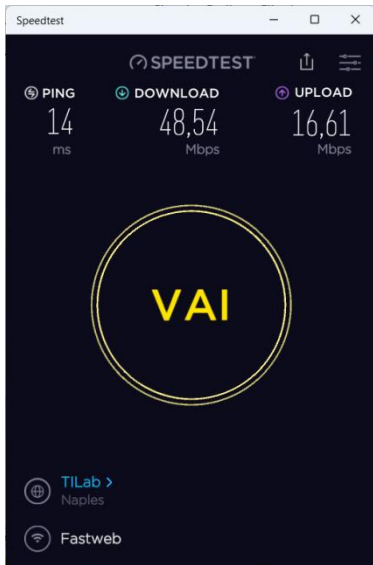 Speedtest
SPEEDTEST
PING DOWNLOAD UPLOAD
14 48,54 16,61
ms Mbps Mbps
VAI
TILab >
Naples
Fastweb